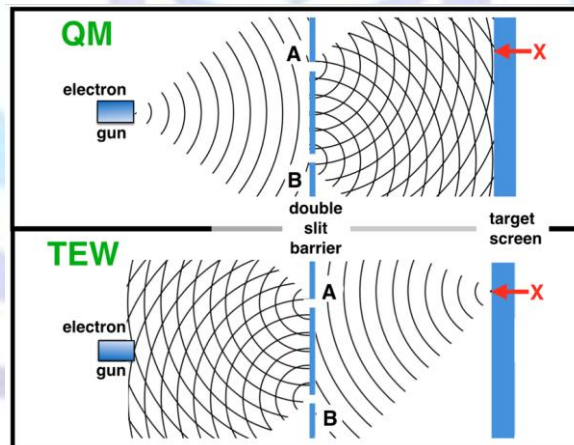 QM
A
X
electron
gun
B
double
slit
barrier
target
screen
TEW
A
X
electron
gun
B